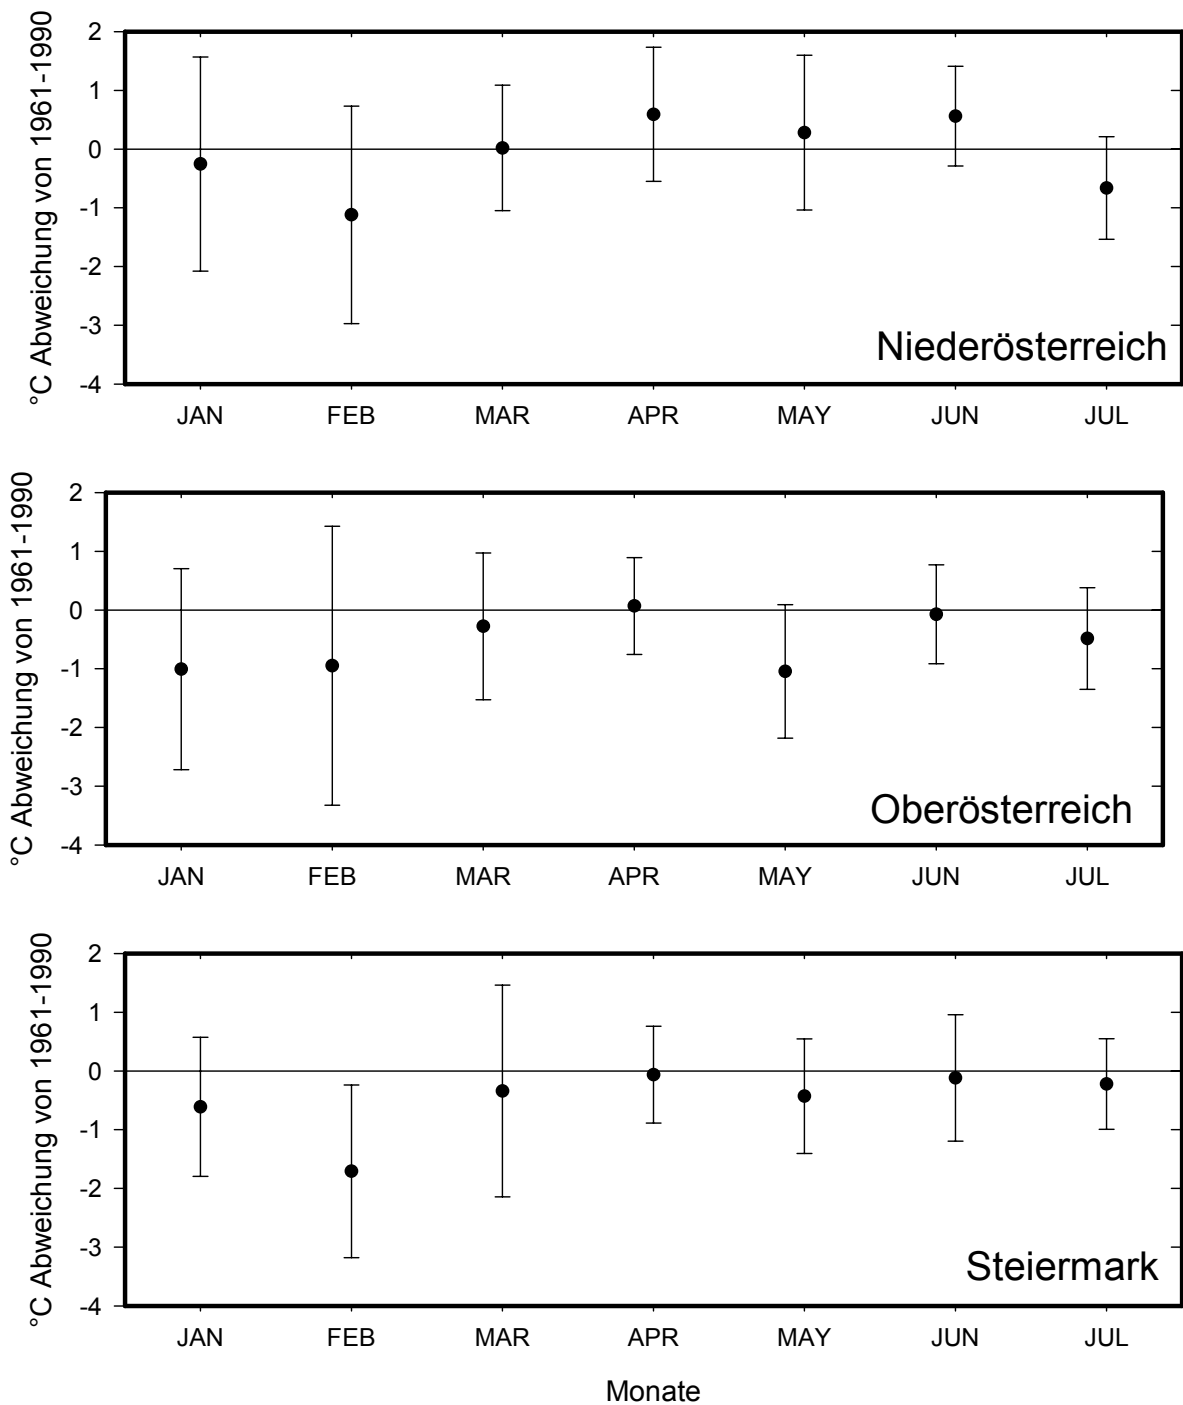 °C Abweichung von 1961-1990
2
1
0
-1
-2
-3
-4
Niederösterreich
JAN FEB MAR APR MAY JUN JUL
°C Abweichung von 1961-1990
2
1
0
-1
-2
-3
-4
Oberösterreich
JAN FEB MAR APR MAY JUN JUL
°C Abweichung von 1961-1990
2
1
0
-1
-2
-3
-4
Steiermark
JAN FEB MAR APR MAY JUN JUL
Monate